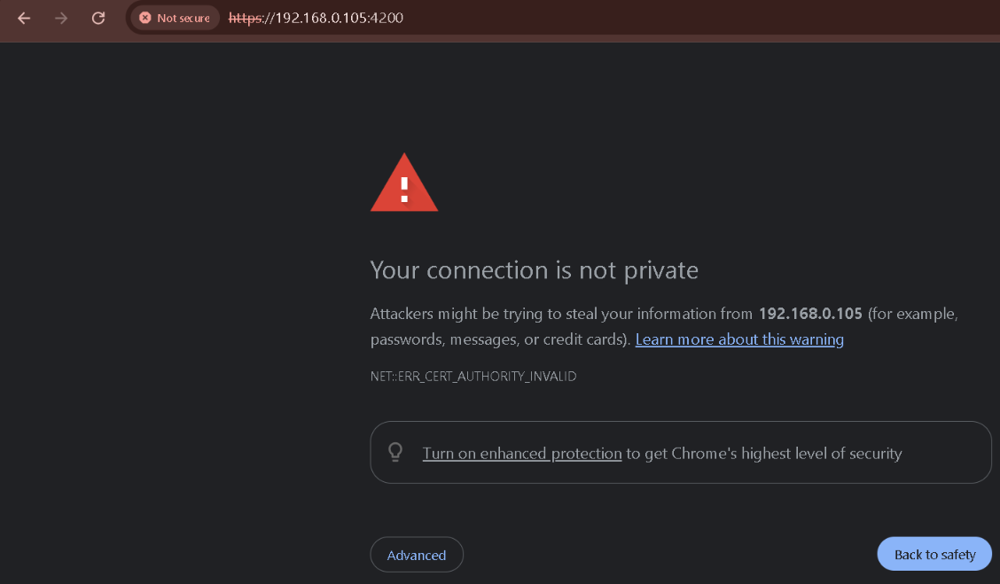 Not secure https://192.168.0.105:4200
Your connection is not private
Attackers might be trying to steal your information from 192.168.0.105 (for example,
passwords, messages, or credit cards). Learn more about this warning
NET::ERR_CERT_AUTHORITY_INVALID
Turn on enhanced protection to get Chrome's highest level of security
Advanced
Back to safety